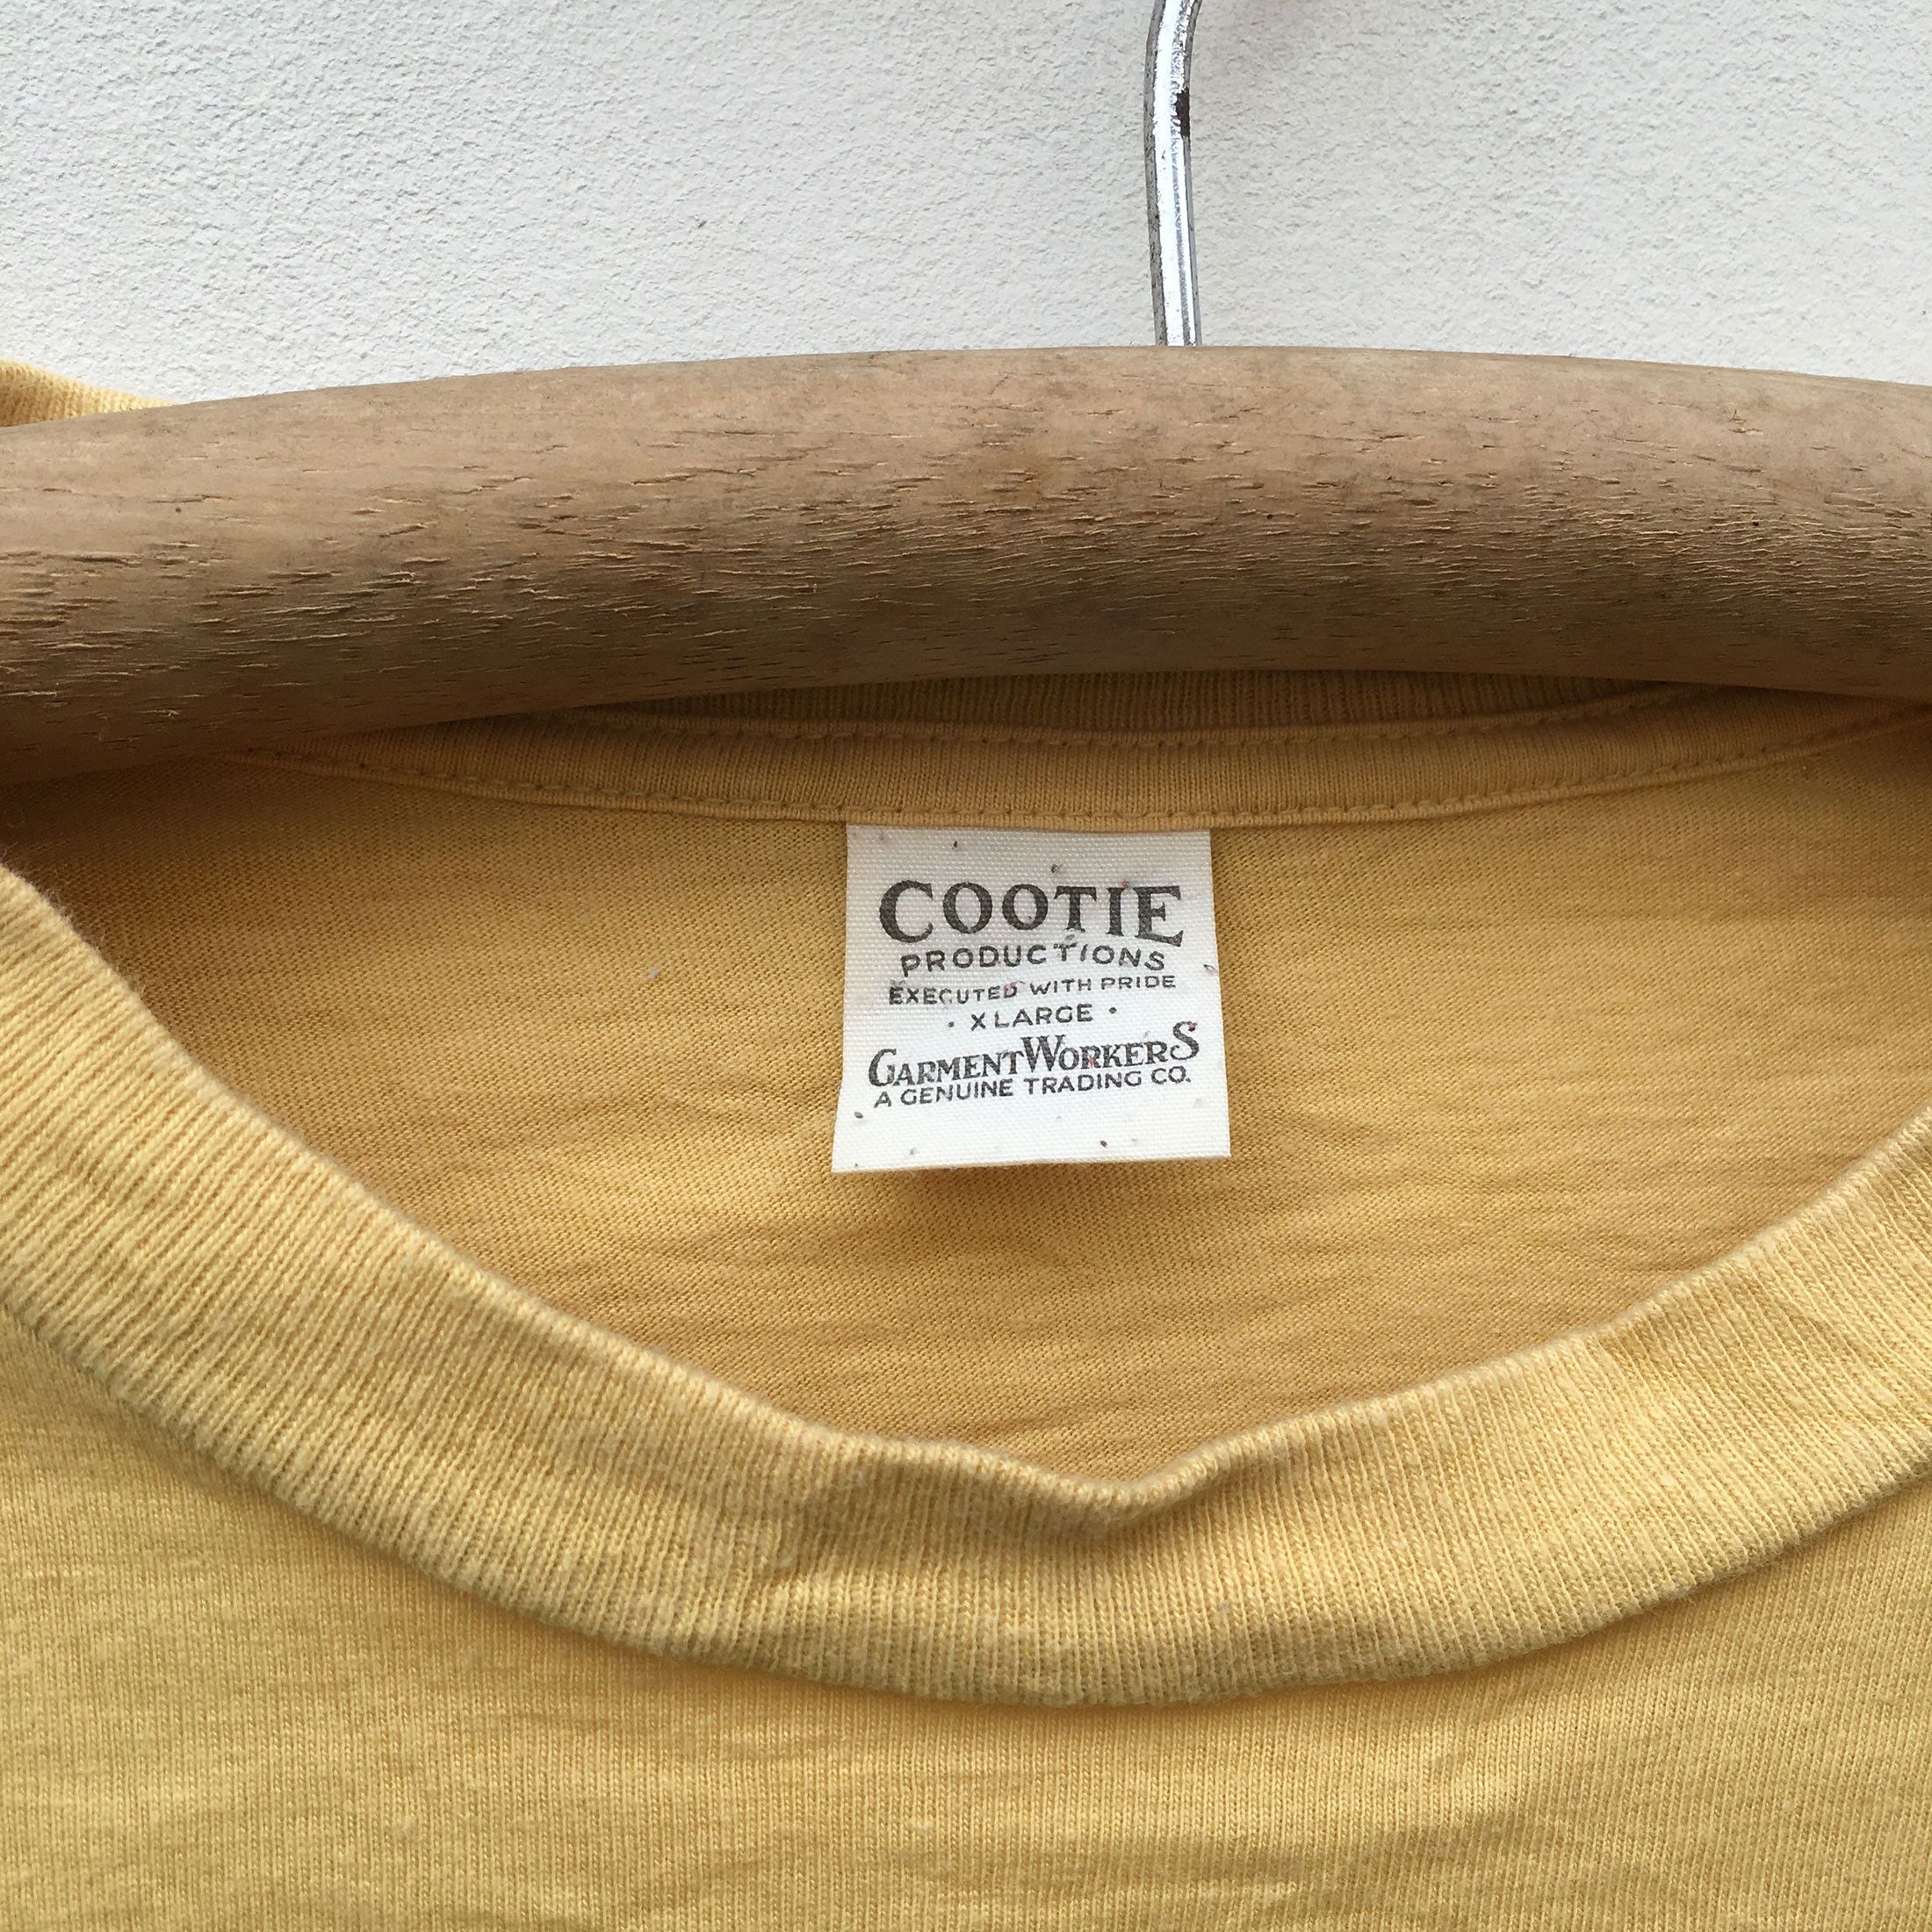 COOTIE
PRODUCTIONS
EXECUTED WITH PRIDE
· X LARGE ·
GARMENTWORKERS
A GENUINE TRADING CO.